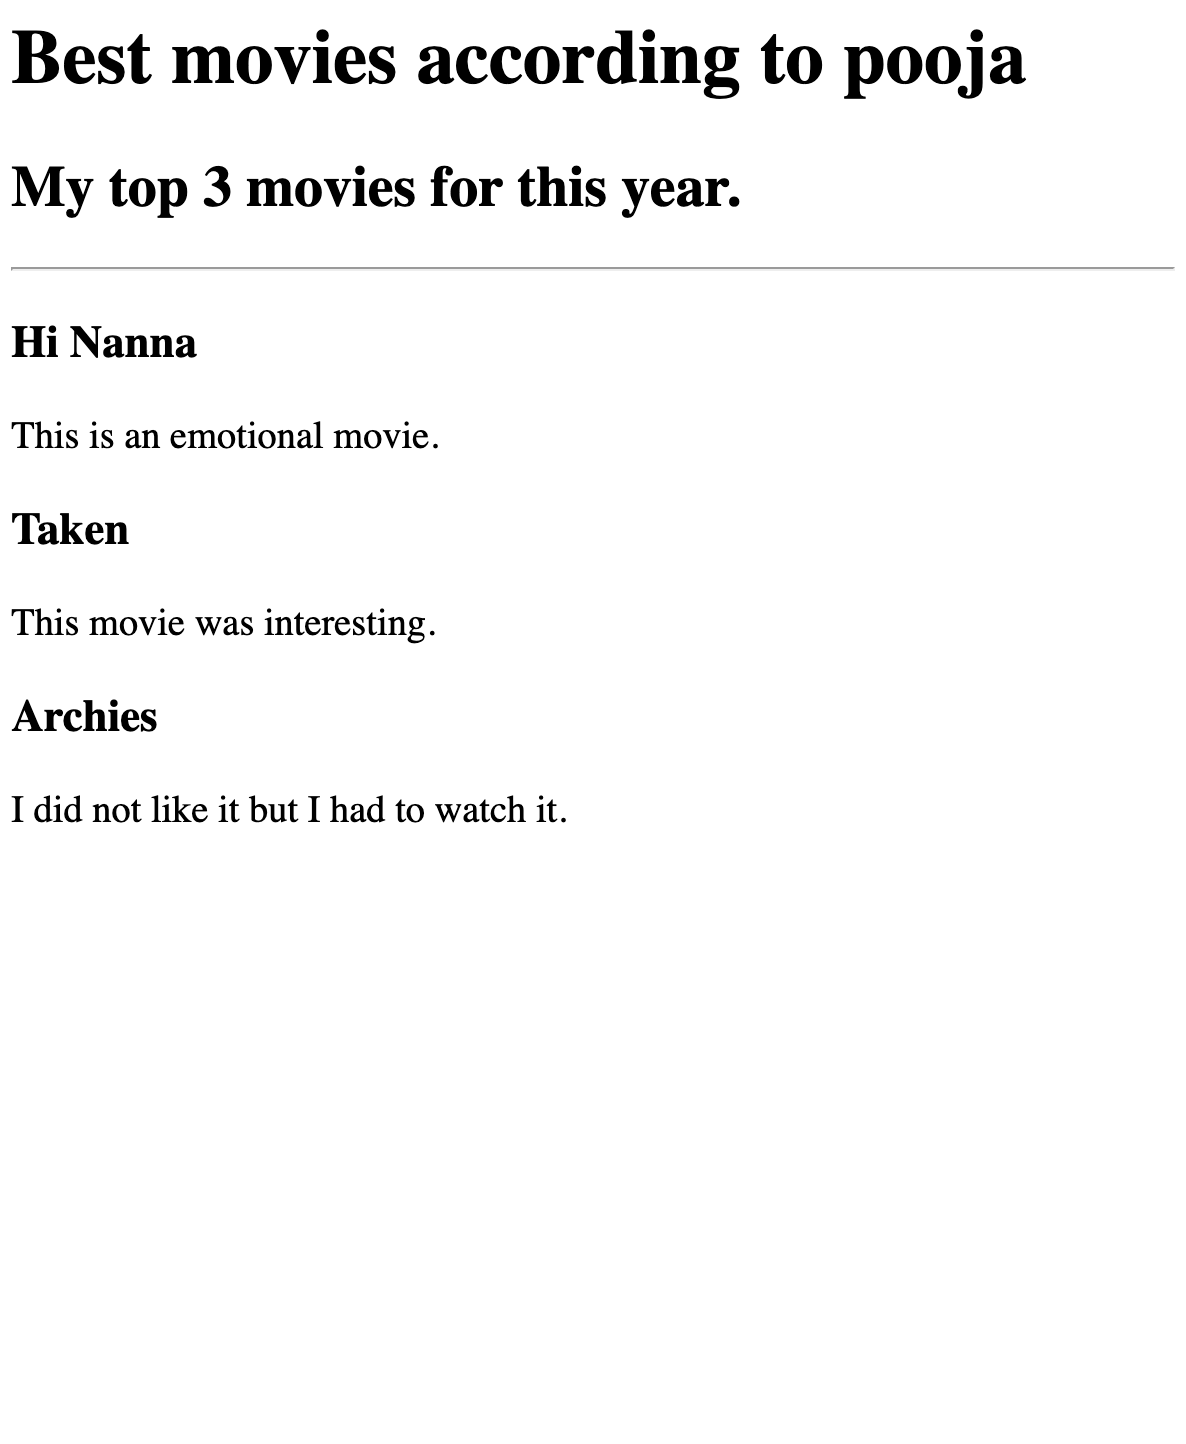 Best movies according to pooja
My top 3 movies for this year.
Hi Nanna
This is an emotional movie.
Taken
This movie was interesting.
Archies
I did not like it but I had to watch it.